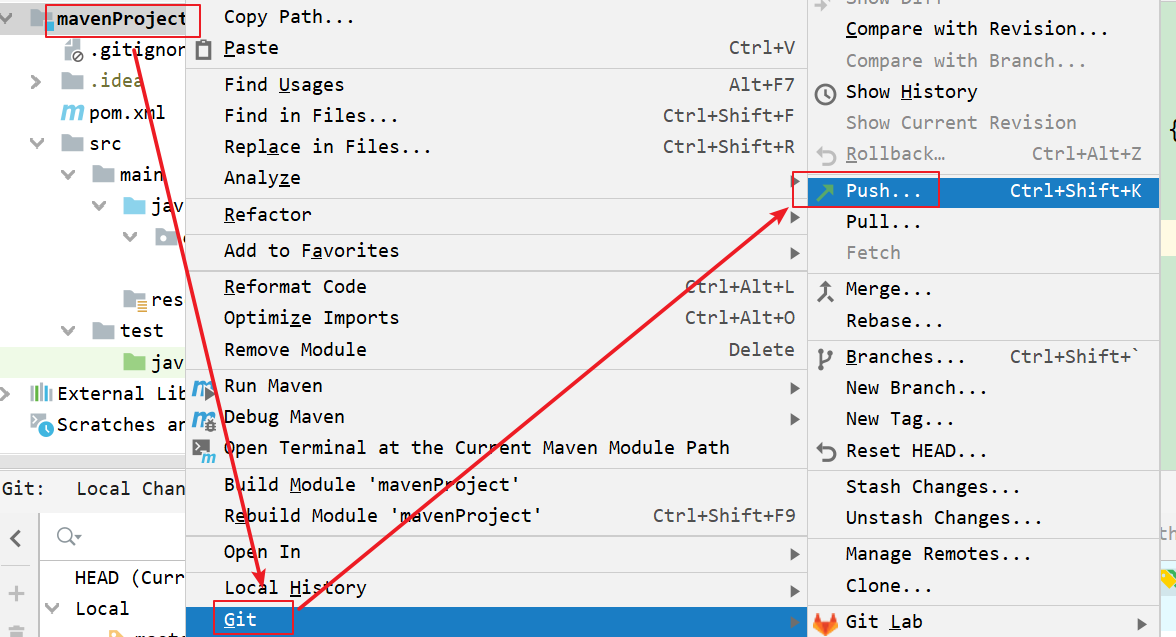 mavenProject
.gitignor
.idea
pom.xml
src
main
jav
res
test
jav
External Lib
Scratches an
Git: Local Chan
HEAD (Curr
Local
Copy Path...
Paste Ctrl+V
Find Usages Alt+F7
Find in Files... Ctrl+Shift+F
Replace in Files... Ctrl+Shift+R
Analyze
Refactor
Add to Favorites
Reformat Code Ctrl+Alt+L
Optimize Imports Ctrl+Alt+O
Remove Module Delete
Run Maven
Debug Maven
Open Terminal at the Current Maven Module Path
Build Module 'mavenProject'
Rebuild Module 'mavenProject' Ctrl+Shift+F9
Open In
Local History
Git
Show Diff
Compare with Revision...
Compare with Branch...
Show History
Show Current Revision
Rollback… Ctrl+Alt+Z
Push... Ctrl+Shift+K
Pull...
Fetch
Merge...
Rebase...
Branches... Ctrl+Shift+`
New Branch...
New Tag...
Reset HEAD...
Stash Changes...
Unstash Changes...
Manage Remotes...
Clone...
Git Lab
{